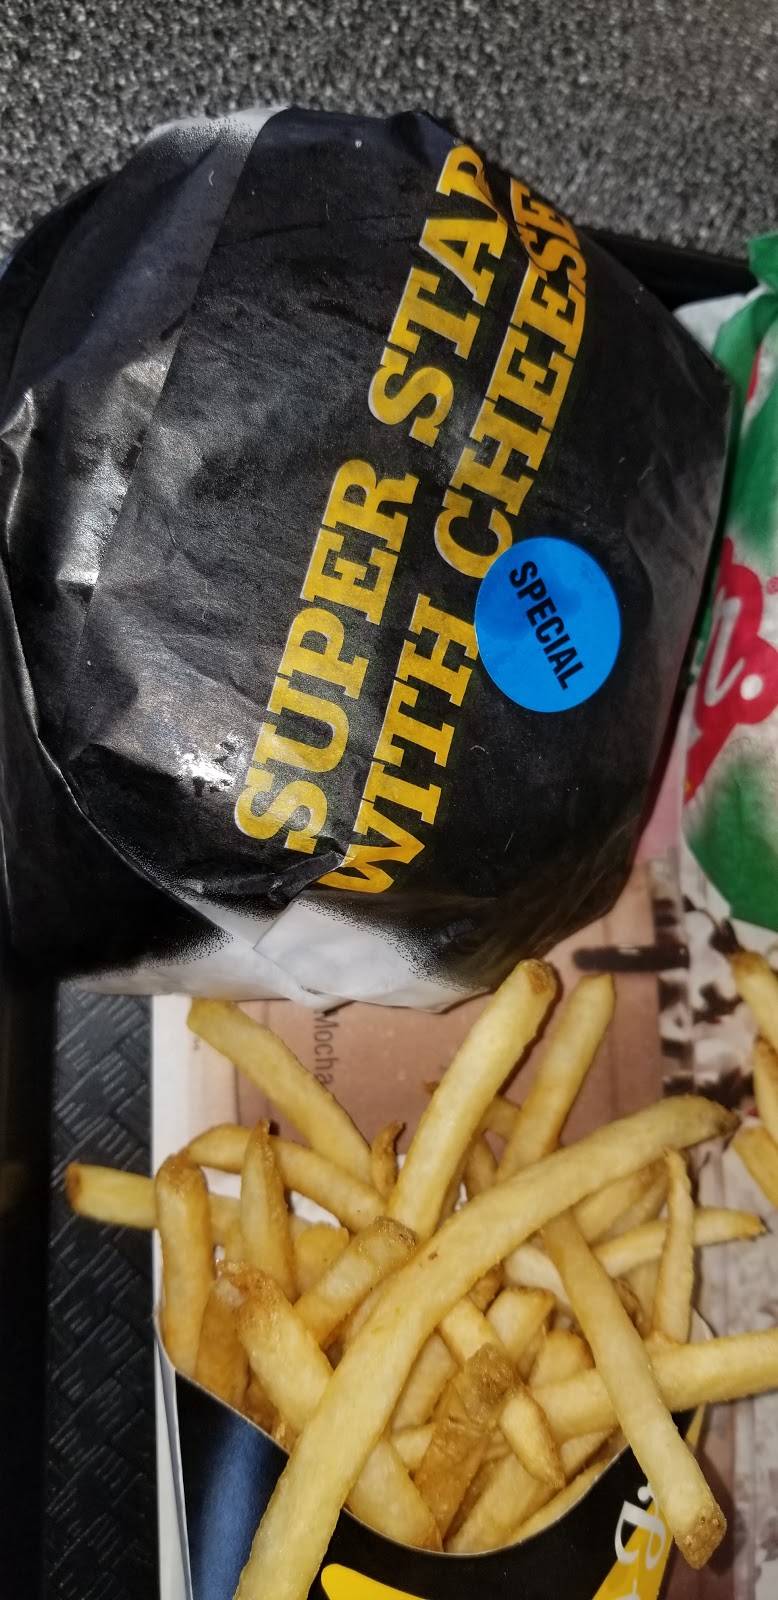 SUPER STAR
WITH CHEESE
SPECIAL
Mocha